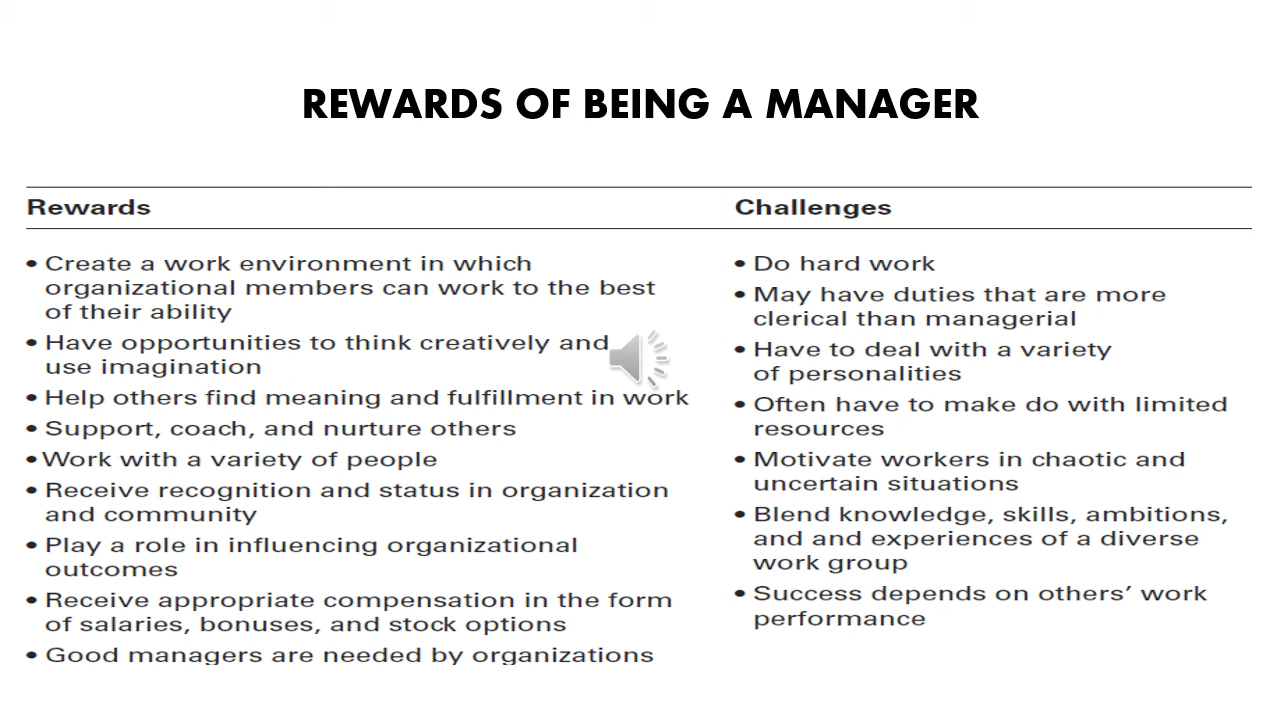 REWARDS OF BEING A MANAGER
Rewards
• Create a work environment in which
organizational members can work to the best
of their ability
• Have opportunities to think creatively and
use imagination
• Help others find meaning and fulfillment in work
• Support, coach, and nurture others
• Work with a variety of people
• Receive recognition and status in organization
and community
• Play a role in influencing organizational
outcomes
• Receive appropriate compensation in the form
of salaries, bonuses, and stock options
• Good managers are needed by organizations
Challenges
• Do hard work
• May have duties that are more
clerical than managerial
• Have to deal with a variety
of personalities
• Often have to make do with limited
resources
• Motivate workers in chaotic and
uncertain situations
• Blend knowledge, skills, ambitions,
and and experiences of a diverse
work group
• Success depends on others’ work
performance